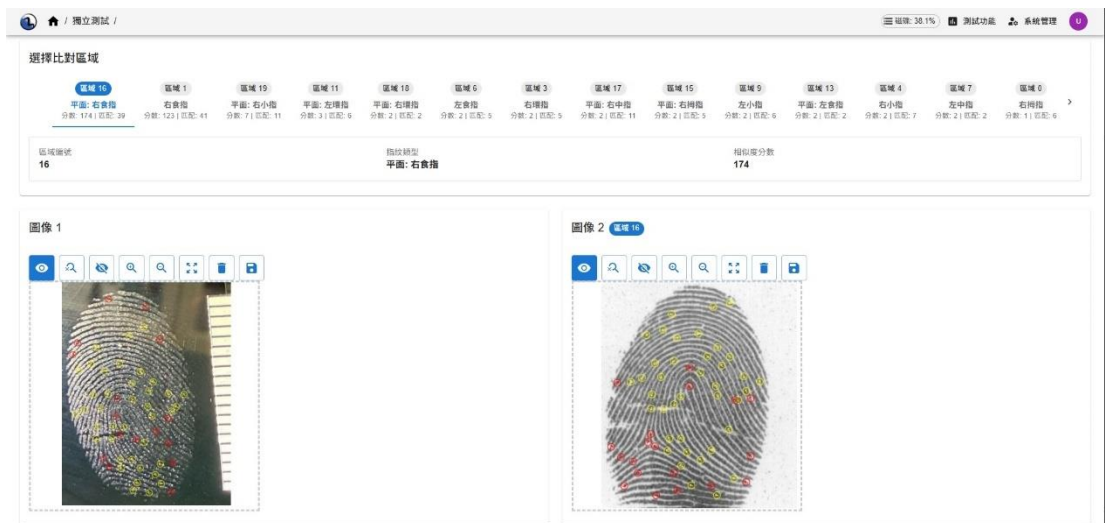 / 獨立測試 /
磁碟: 38.1%
測試功能
系統管理
U
選擇比對區域
區域 16
平面: 右食指
分數: 174 | 匹配: 39
區域 1
右食指
分數: 123 | 匹配: 41
區域 19
平面: 右小指
分數: 7 | 匹配: 11
區域 11
平面: 左環指
分數: 3 | 匹配: 6
區域 18
平面: 右環指
分數: 2 | 匹配: 2
區域 6
左食指
分數: 2 | 匹配: 5
區域 3
右環指
分數: 2 | 匹配: 5
區域 17
平面: 右中指
分數: 2 | 匹配: 11
區域 15
平面: 右拇指
分數: 2 | 匹配: 5
區域 9
左小指
分數: 2 | 匹配: 6
區域 13
平面: 左食指
分數: 2 | 匹配: 2
區域 4
右小指
分數: 2 | 匹配: 7
區域 7
左中指
分數: 2 | 匹配: 2
區域 0
右拇指
分數: 1 | 匹配: 6
區域編號
16
指紋類型
平面: 右食指
相似度分數
174
圖像 1
圖像 2
區域 16